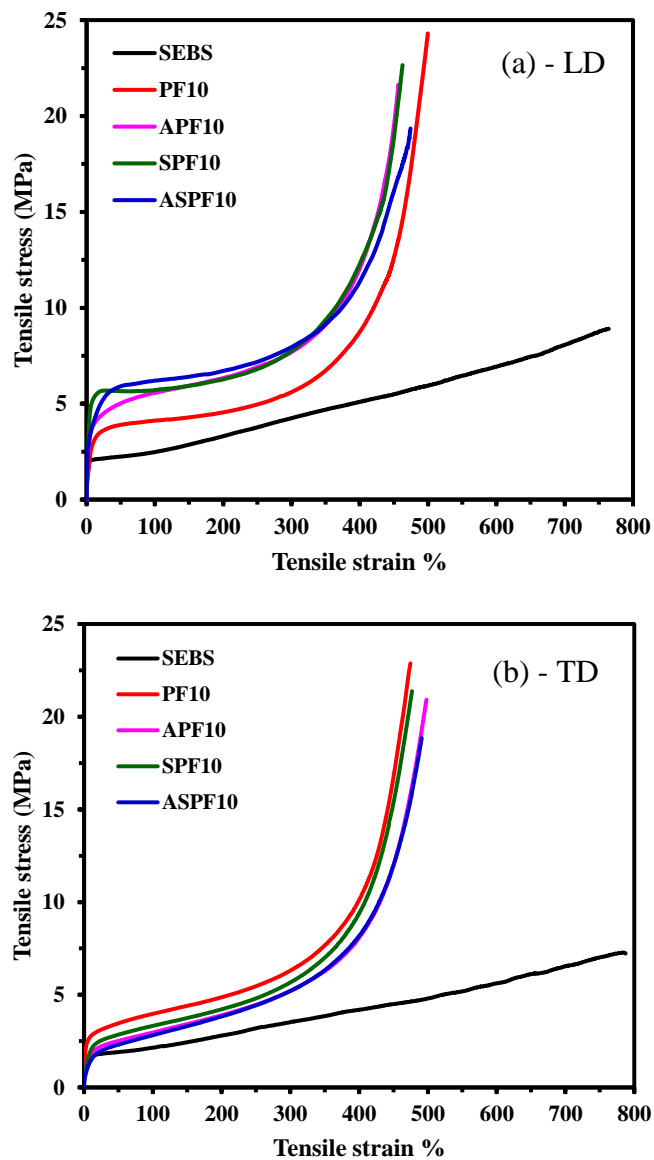 25
20
15
10
5
0
Tensile stress (MPa)
SEBS
PF10
APF10
SPF10
ASPF10
(a) - LD
0 100 200 300 400 500 600 700 800
Tensile strain %
25
20
15
10
5
0
Tensile stress (MPa)
SEBS
PF10
APF10
SPF10
ASPF10
(b) - TD
0 100 200 300 400 500 600 700 800
Tensile strain %